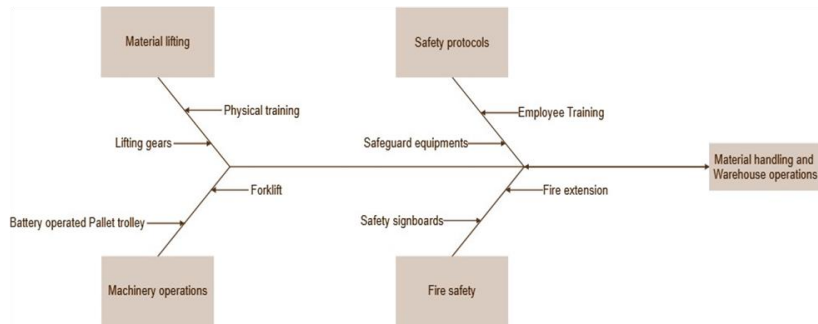 Material lifting
Safety protocols
Physical training
Employee Training
Lifting gears
Safeguard equipments
Material handling and
Warehouse operations
Forklift
Fire extension
Battery operated Pallet trolley
Safety signboards
Machinery operations
Fire safety